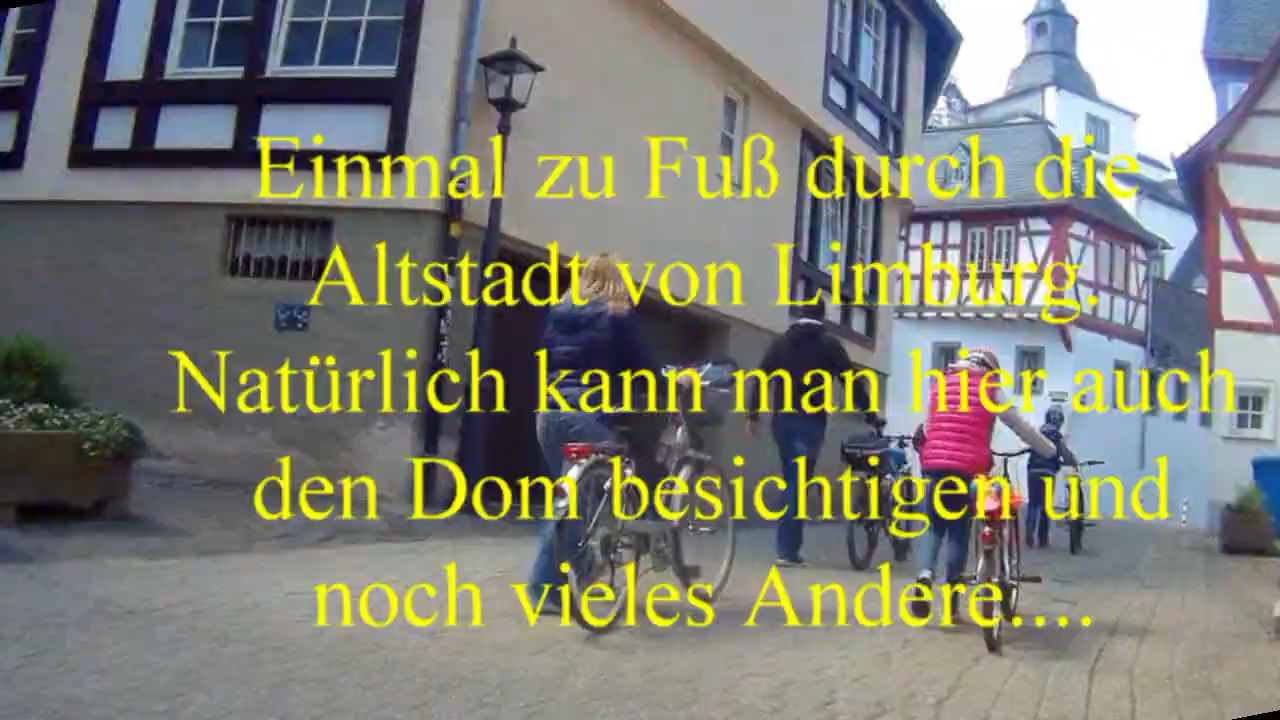 Einmal zu Fuß durch die
Altstadt von Limburg.
Natürlich kann man hier auch
den Dom besichtigen und
noch vieles Andere....